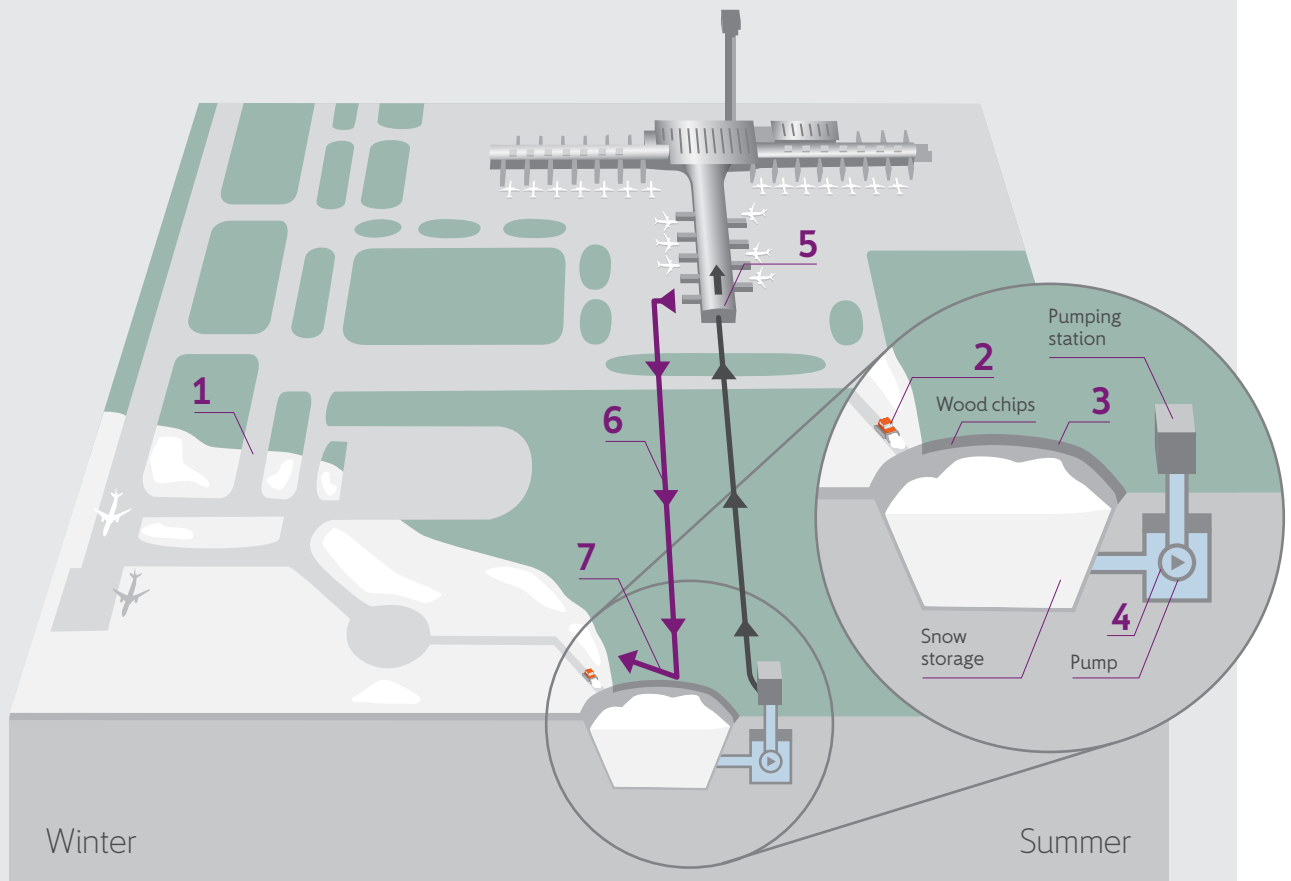 5
Pumping
station
2
1
Wood chips
3
6
7
4
Snow
storage
Pump
Winter
Summer